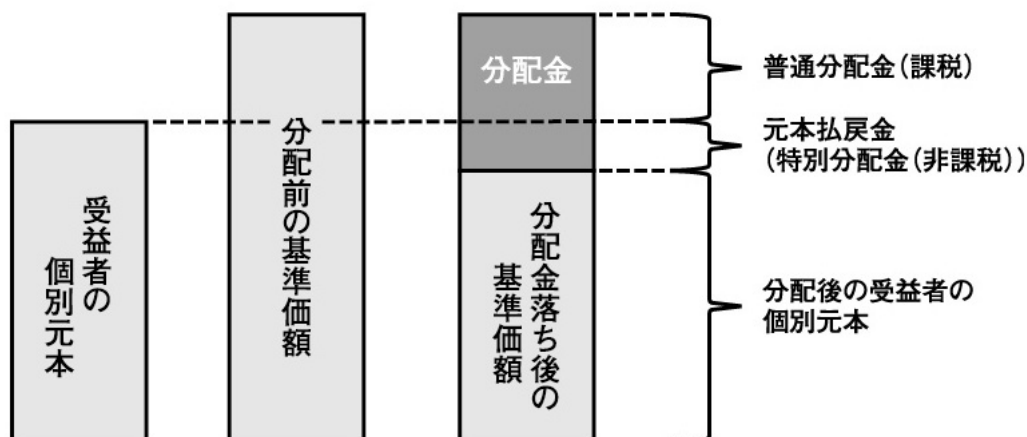 受益者の
個別元本
分配前の基準価額
分配金
分配金落ち後の
基準価額
普通分配金(課税)
元本払戻金
(特別分配金(非課税))
分配後の受益者の
個別元本